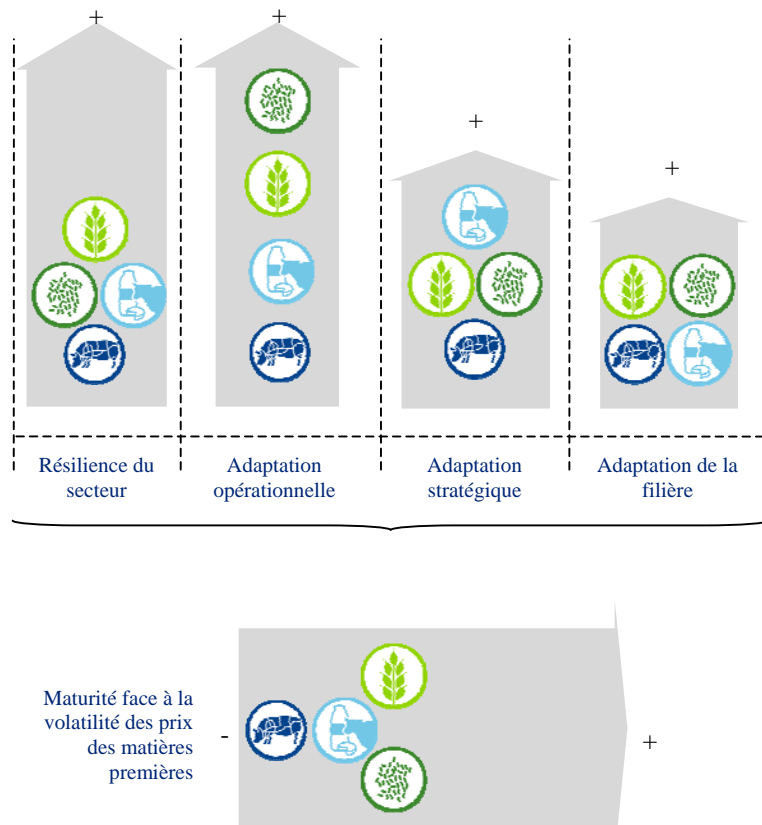 +
+
+
+
Résilience du
secteur
Adaptation
opérationnelle
Adaptation
stratégique
Adaptation de la
filière
Maturité face à la
volatilité des prix
des matières
premières
-
+